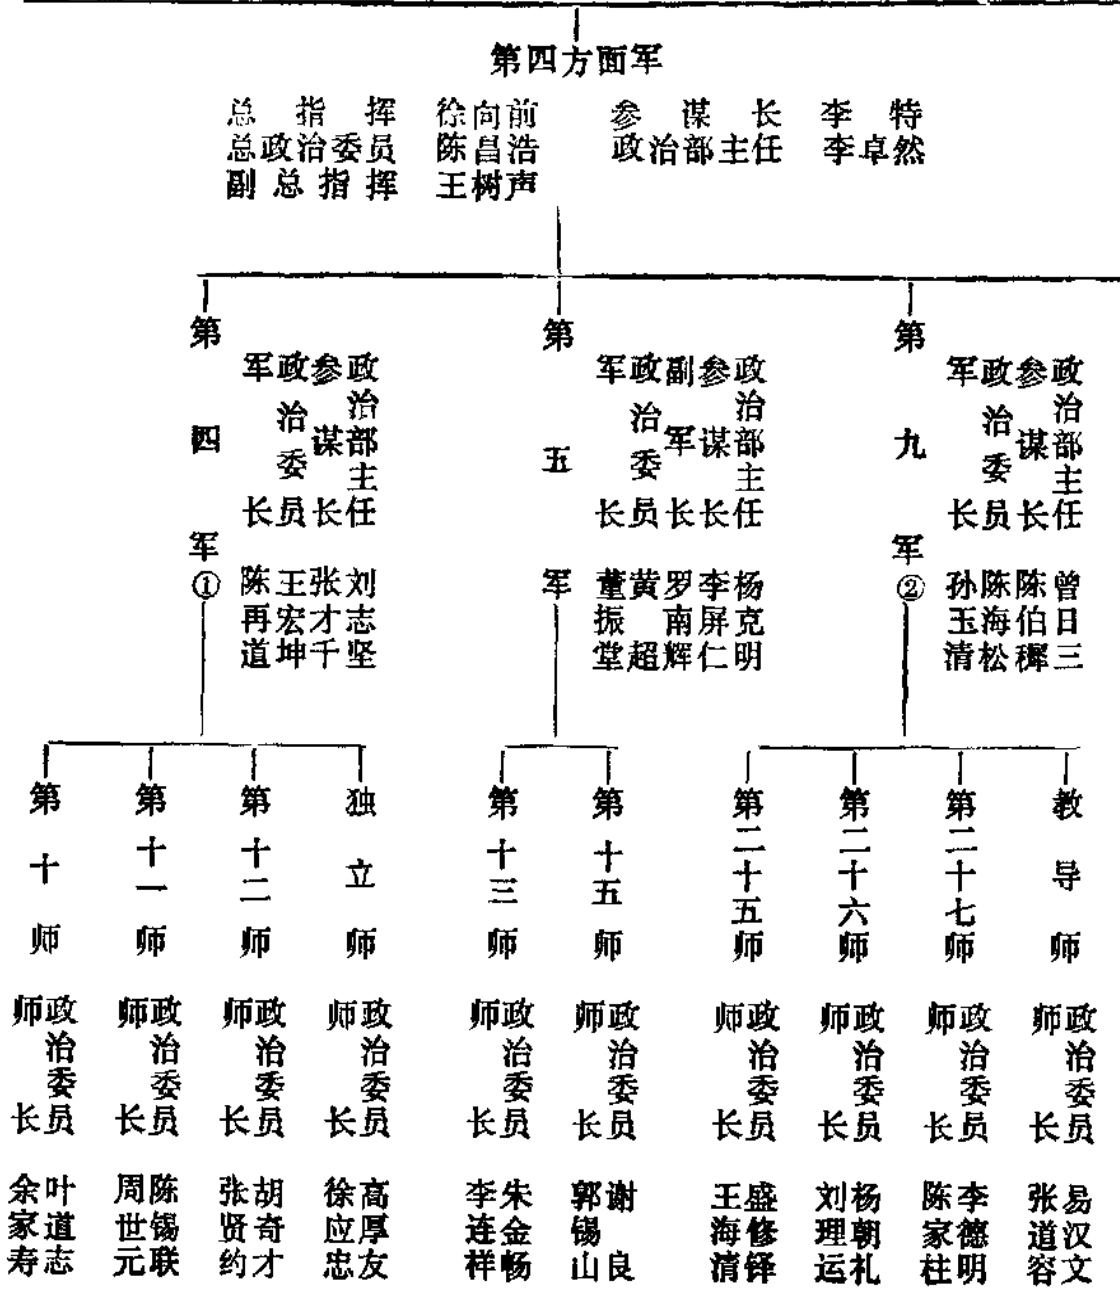 第四方面军
总指挥 徐向前 参谋长 李特
总政治委员 陈昌浩 政治部主任 李卓然
副总指挥 王树声
第四军①
军长 陈再道
政治委员 王宏坤
参谋长 张才千
政治部主任 刘志坚
第五军
军长 董振堂
政治委员 黄超
副军长 罗南辉
参谋长 李屏仁
政治部主任 杨克明
第九军②
军长 孙玉清
政治委员 陈海松
参谋长 陈伯穉
政治部主任 曾日三
第十师
师长 余家寿
政治委员 叶道志
第十一师
师长 周世元
政治委员 陈锡联
第十二师
师长 张贤约
政治委员 胡奇才
独立师
师长 徐应忠
政治委员 高厚友
第十三师
师长 李连祥
政治委员 朱金畅
第十五师
师长 郭锡山
政治委员 谢良
第二十五师
师长 王海清
政治委员 盛修铎
第二十六师
师长 刘理运
政治委员 杨朝礼
第二十七师
师长 陈家柱
政治委员 李德明
教导师
师长 张道容
政治委员 易汉文